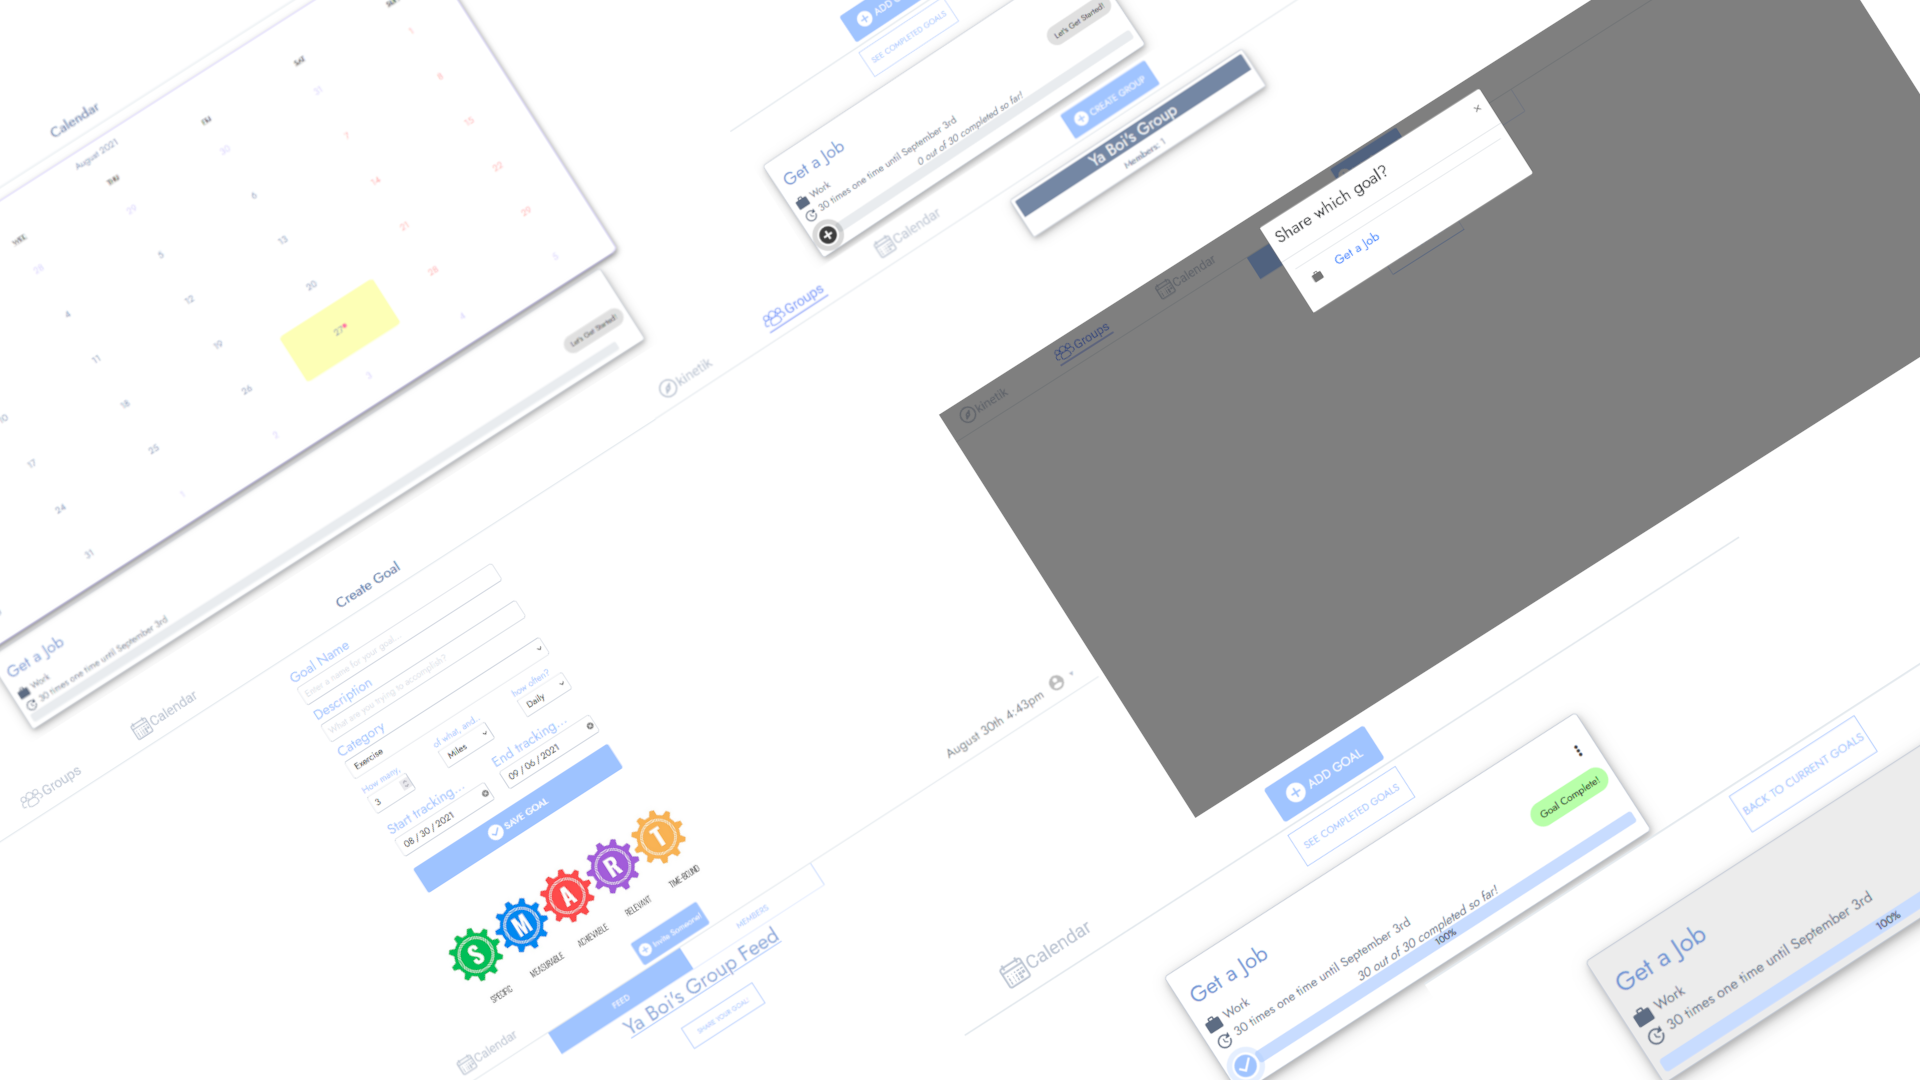 Calendar
August 2021
WED
THU
FRI
SAT
28
29
30
31
1
4
5
6
7
8
11
12
13
14
15
10
18
19
20
21
22
17
25
26
27
28
29
24
1
2
3
4
5
31
Let's Get Started!
Get a Job
Work
30 times one time until September 3rd
Groups
Calendar
ADD
SEE COMPLETED GOALS
Let's Get Started!
Get a Job
Work
30 times one time until September 3rd
0 out of 30 completed so far!
kinetik
Groups
Calendar
CREATE GROUP
Ya Boi's Group
Members: 1
kinetik
Groups
Calendar
Share which goal?
×
Get a Job
Create Goal
Goal Name
Enter a name for your goal...
Description
What are you trying to accomplish?
Category
Exercise
How many,
of what, and...
how often?
3
Miles
Daily
Start tracking...
End tracking...
08 / 30 / 2021
09 / 06 / 2021
SAVE GOAL
S M A R T
SPECIFIC
MEASURABLE
ACHIEVABLE
RELEVANT
TIME-BOUND
August 30th 4:43pm
Calendar
Invite Someone!
FEED
MEMBERS
Ya Boi's Group Feed
SHARE YOUR GOAL
Calendar
ADD GOAL
SEE COMPLETED GOALS
Goal Complete!
Get a Job
Work
30 times one time until September 3rd
30 out of 30 completed so far!
100%
BACK TO CURRENT GOALS
Get a Job
Work
30 times one time until September 3rd
100%